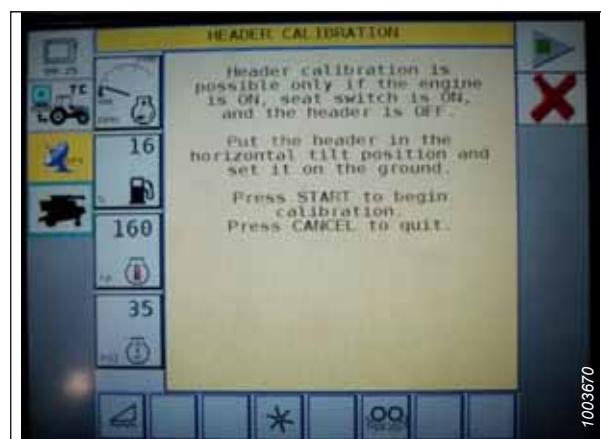 HEADER CALIBRATION
Header calibration is
possible only if the engine
is ON, seat switch is ON,
and the header is OFF.
Put the header in the
horizontal tilt position and
set it on the ground.
Press START to begin
calibration.
Press CANCEL to quit.
TC
16
160
35
1003670